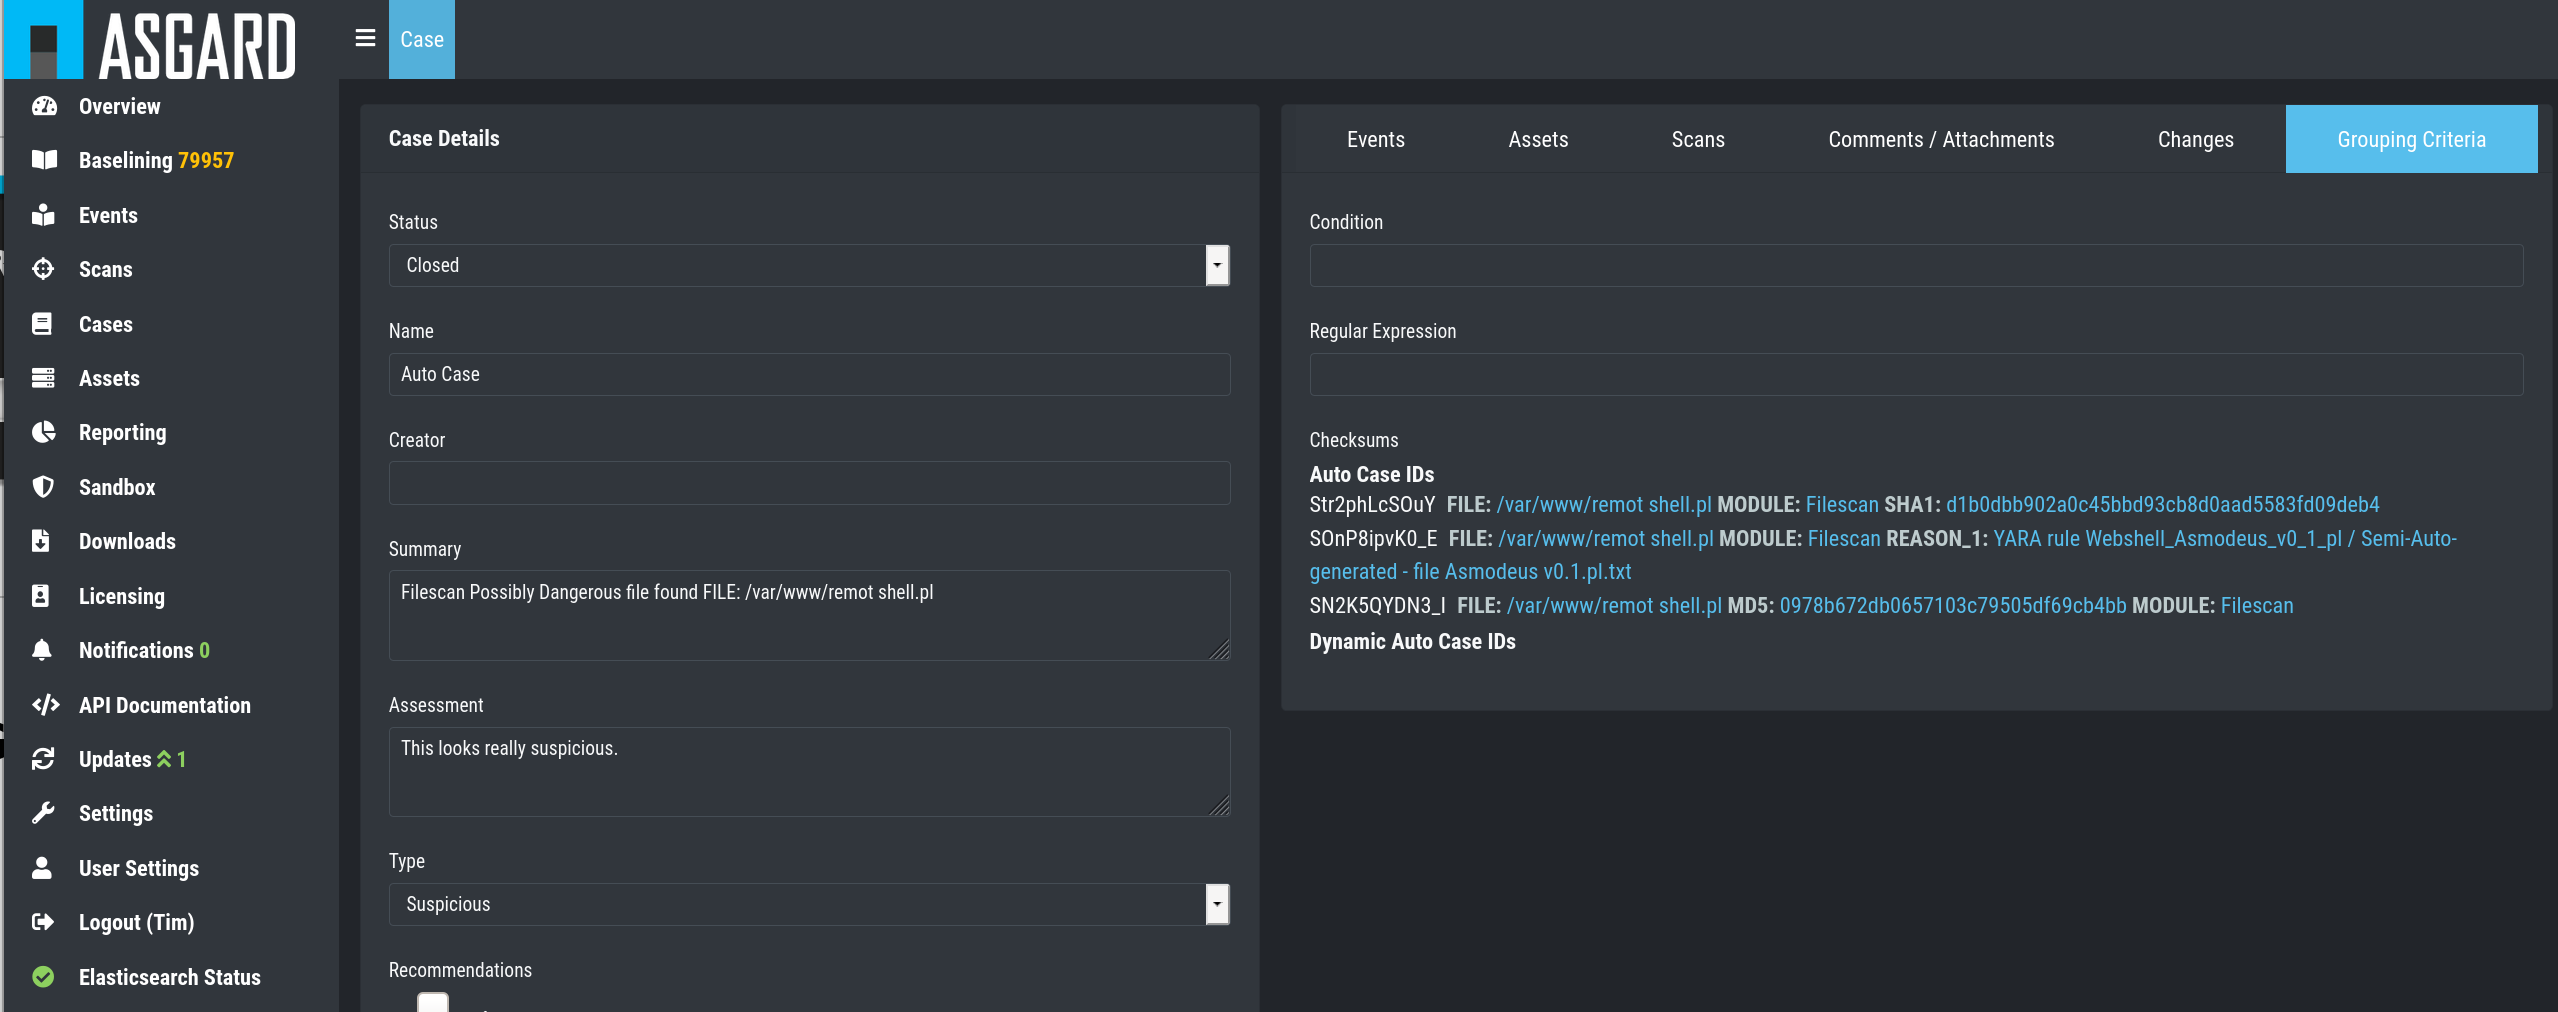 ASGARD
Case
Overview
Baselining 79957
Events
Scans
Cases
Assets
Reporting
Sandbox
Downloads
Licensing
Notifications 0
API Documentation
Updates 1
Settings
User Settings
Logout (Tim)
Elasticsearch Status
Case Details
Status
Closed
Name
Auto Case
Creator
Summary
Filescan Possibly Dangerous file found FILE: /var/www/remot shell.pl
Assessment
This looks really suspicious.
Type
Suspicious
Recommendations
Events Assets Scans Comments / Attachments Changes Grouping Criteria
Condition
Regular Expression
Checksums
Auto Case IDs
Str2phLcSOuY FILE: /var/www/remot shell.pl MODULE: Filescan SHA1: d1b0dbb902a0c45bbd93cb8d0aad5583fd09deb4
SOnP8ipvK0_E FILE: /var/www/remot shell.pl MODULE: Filescan REASON_1: YARA rule Webshell_Asmodeus_v0_1_pl / Semi-Auto-
generated - file Asmodeus v0.1.pl.txt
SN2K5QYDN3_I FILE: /var/www/remot shell.pl MD5: 0978b672db0657103c79505df69cb4bb MODULE: Filescan
Dynamic Auto Case IDs